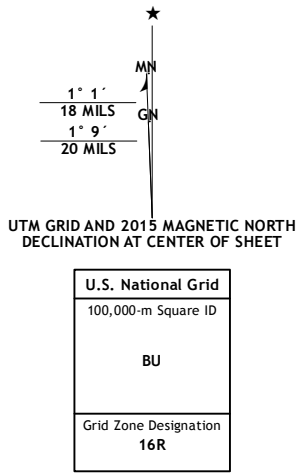 MN
1° 1´
18 MILS
GN
1° 9´
20 MILS
UTM GRID AND 2015 MAGNETIC NORTH
DECLINATION AT CENTER OF SHEET
U.S. National Grid
100,000-m Square ID
BU
Grid Zone Designation
16R